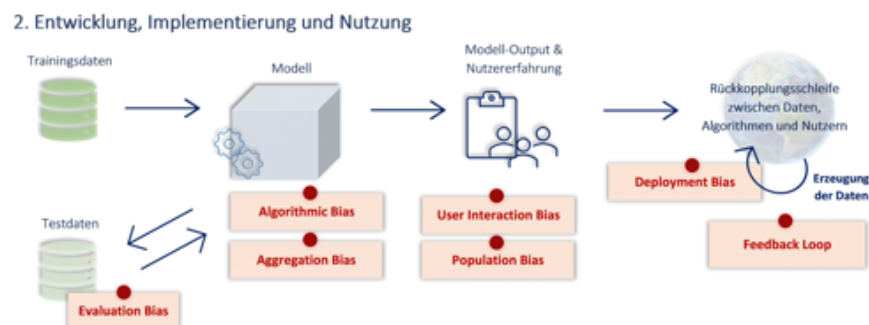 2. Entwicklung, Implementierung und Nutzung
Trainingsdaten
Modell
Modell-Output &
Nutzererfahrung
Rückkopplungsschleife
zwischen Daten,
Algorithmen und Nutzern
Erzeugung
der Daten
Deployment Bias
Algorithmic Bias
User Interaction Bias
Testdaten
Feedback Loop
Aggregation Bias
Population Bias
Evaluation Bias